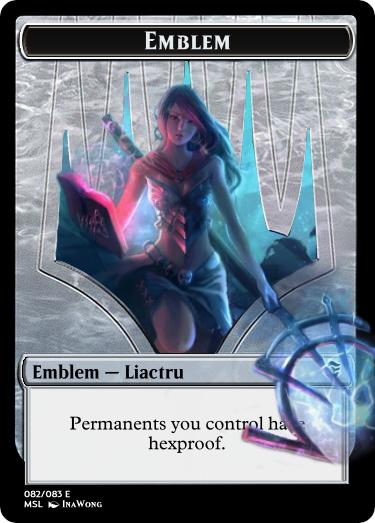 EMBLEM
Emblem — Liactru
Permanents you control have
hexproof.
082/083 E
MSL INAWONG